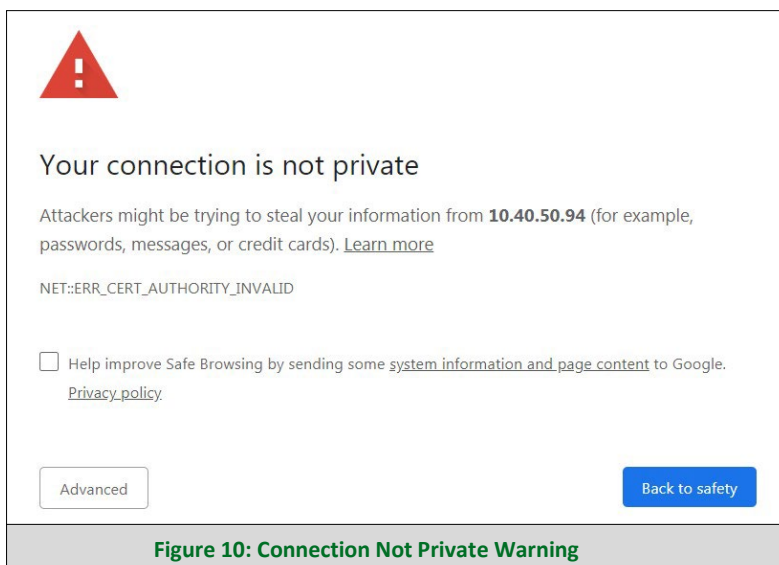 Your connection is not private
Attackers might be trying to steal your information from 10.40.50.94 (for example,
passwords, messages, or credit cards). Learn more
NET::ERR_CERT_AUTHORITY_INVALID
Help improve Safe Browsing by sending some system information and page content to Google.
Privacy policy
Advanced
Back to safety
Figure 10: Connection Not Private Warning